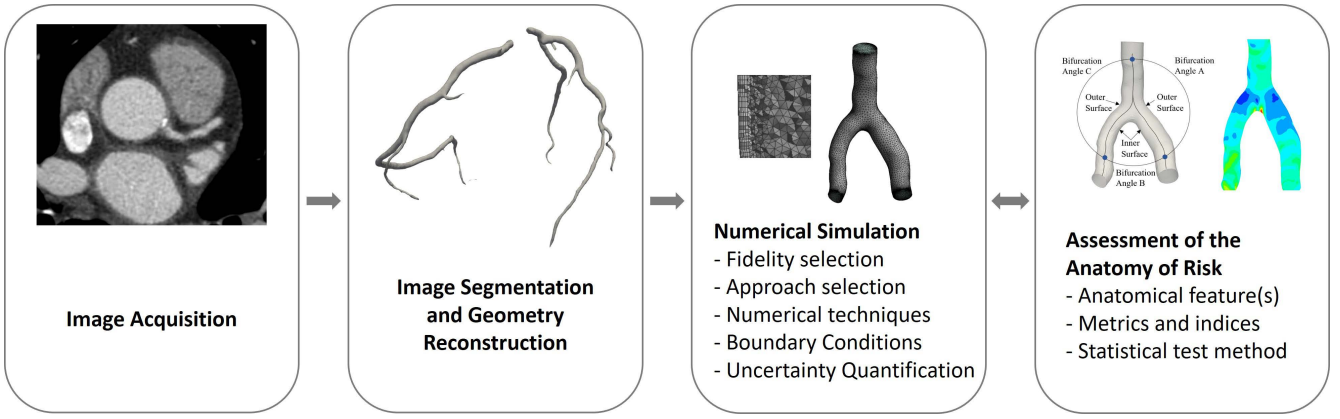 Image Acquisition
Image Segmentation
and Geometry
Reconstruction
Numerical Simulation
- Fidelity selection
- Approach selection
- Numerical techniques
- Boundary Conditions
- Uncertainty Quantification
Bifurcation
Angle C
Bifurcation
Angle A
Outer
Surface
Outer
Surface
Inner
Surface
Bifurcation
Angle B
Assessment of the
Anatomy of Risk
- Anatomical feature(s)
- Metrics and indices
- Statistical test method